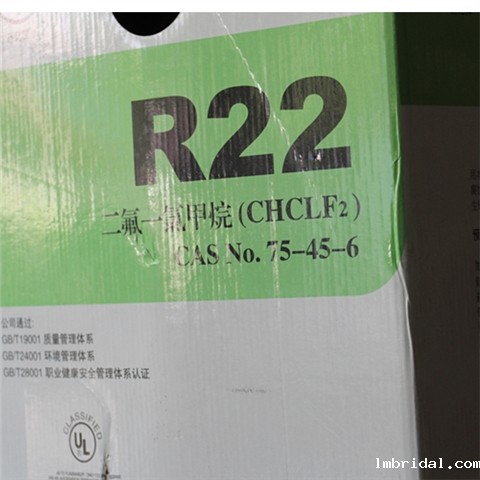 R22
二氟一氯甲烷(CHCLF2)
CAS No. 75-45-6
公司通过:
GB/T19001 质量管理体系
GB/T24001 环境管理体系
GB/T28001 职业健康安全管理体系认证
CLASSIFIED
UL
lmbridal.com